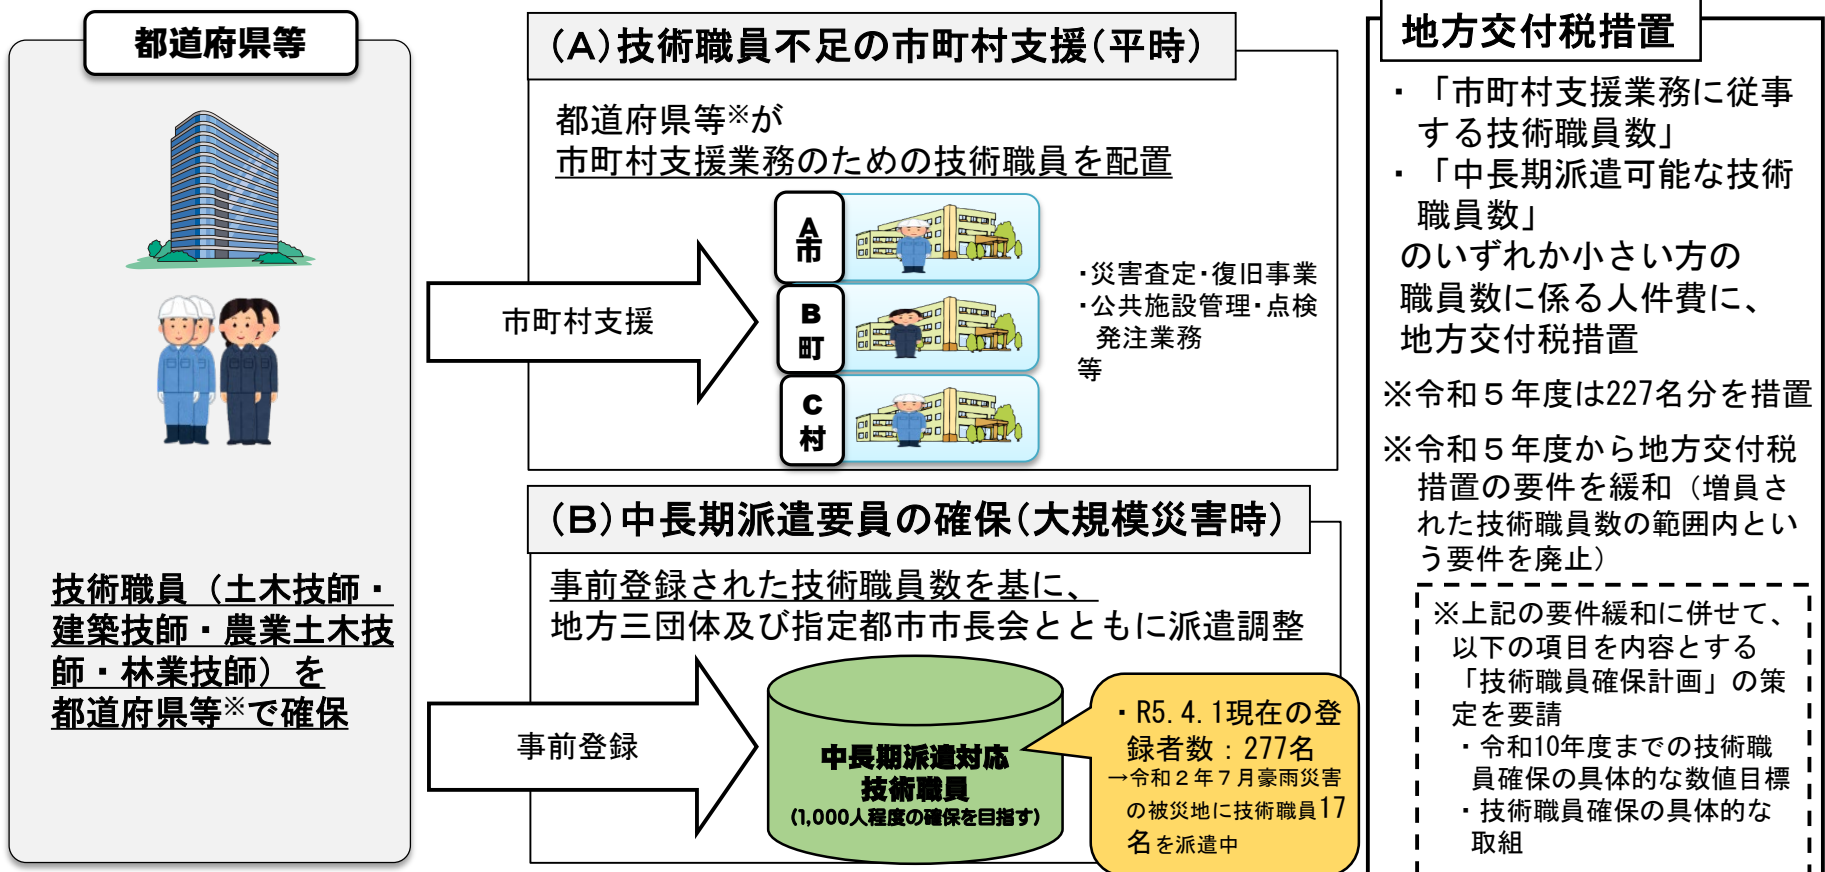 都道府県等
技術職員（土木技師・
建築技師・農業土木技
師・林業技師）を
都道府県等※で確保
市町村支援
事前登録
（A）技術職員不足の市町村支援（平時）
都道府県等※が
市町村支援業務のための技術職員を配置
A市
B町
C村
・災害査定・復旧事業
・公共施設管理・点検
発注業務
等
（B）中長期派遣要員の確保（大規模災害時）
事前登録された技術職員数を基に、
地方三団体及び指定都市市長会とともに派遣調整
中長期派遣対応
技術職員
(1,000人程度の確保を目指す)
・R5.4.1現在の登
録者数：277名
→令和２年７月豪雨災害
の被災地に技術職員17
名を派遣中
地方交付税措置
・「市町村支援業務に従事
する技術職員数」
・「中長期派遣可能な技術
職員数」
のいずれか小さい方の
職員数に係る人件費に、
地方交付税措置
※令和５年度は227名分を措置
※令和５年度から地方交付税
措置の要件を緩和（増員さ
れた技術職員数の範囲内とい
う要件を廃止）
※上記の要件緩和に併せて、
以下の項目を内容とする
「技術職員確保計画」の策
定を要請
・令和10年度までの技術職
員確保の具体的な数値目標
・技術職員確保の具体的な
取組